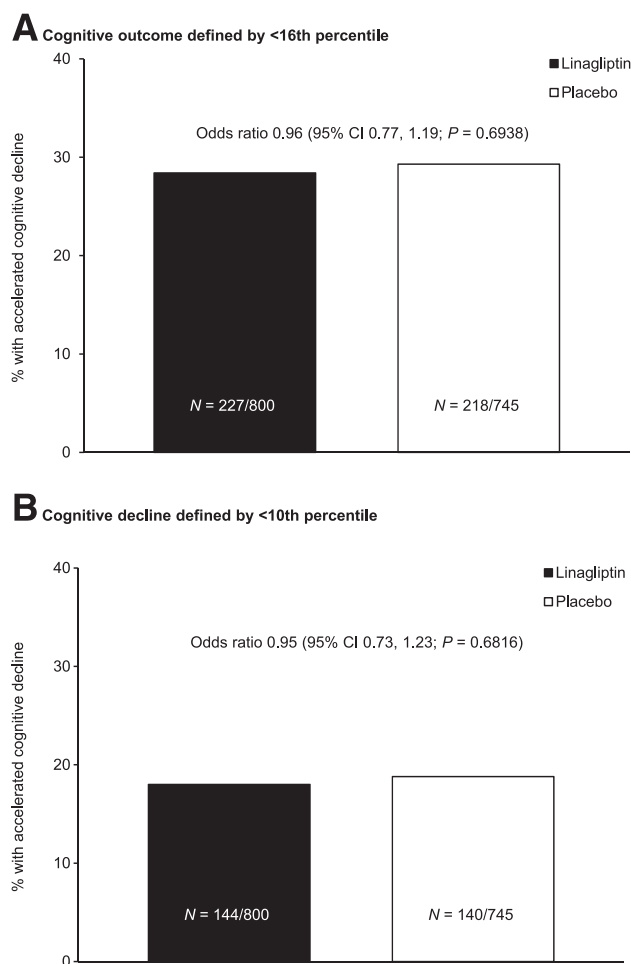 A Cognitive outcome defined by <16th percentile
40
Linagliptin
Placebo
Odds ratio 0.96 (95% CI 0.77, 1.19; P = 0.6938)
30
% with accelerated cognitive decline
20
10
N = 227/800
N = 218/745
0
B Cognitive decline defined by <10th percentile
40
Linagliptin
Placebo
Odds ratio 0.95 (95% CI 0.73, 1.23; P = 0.6816)
30
% with accelerated cognitive decline
20
10
N = 144/800
N = 140/745
0